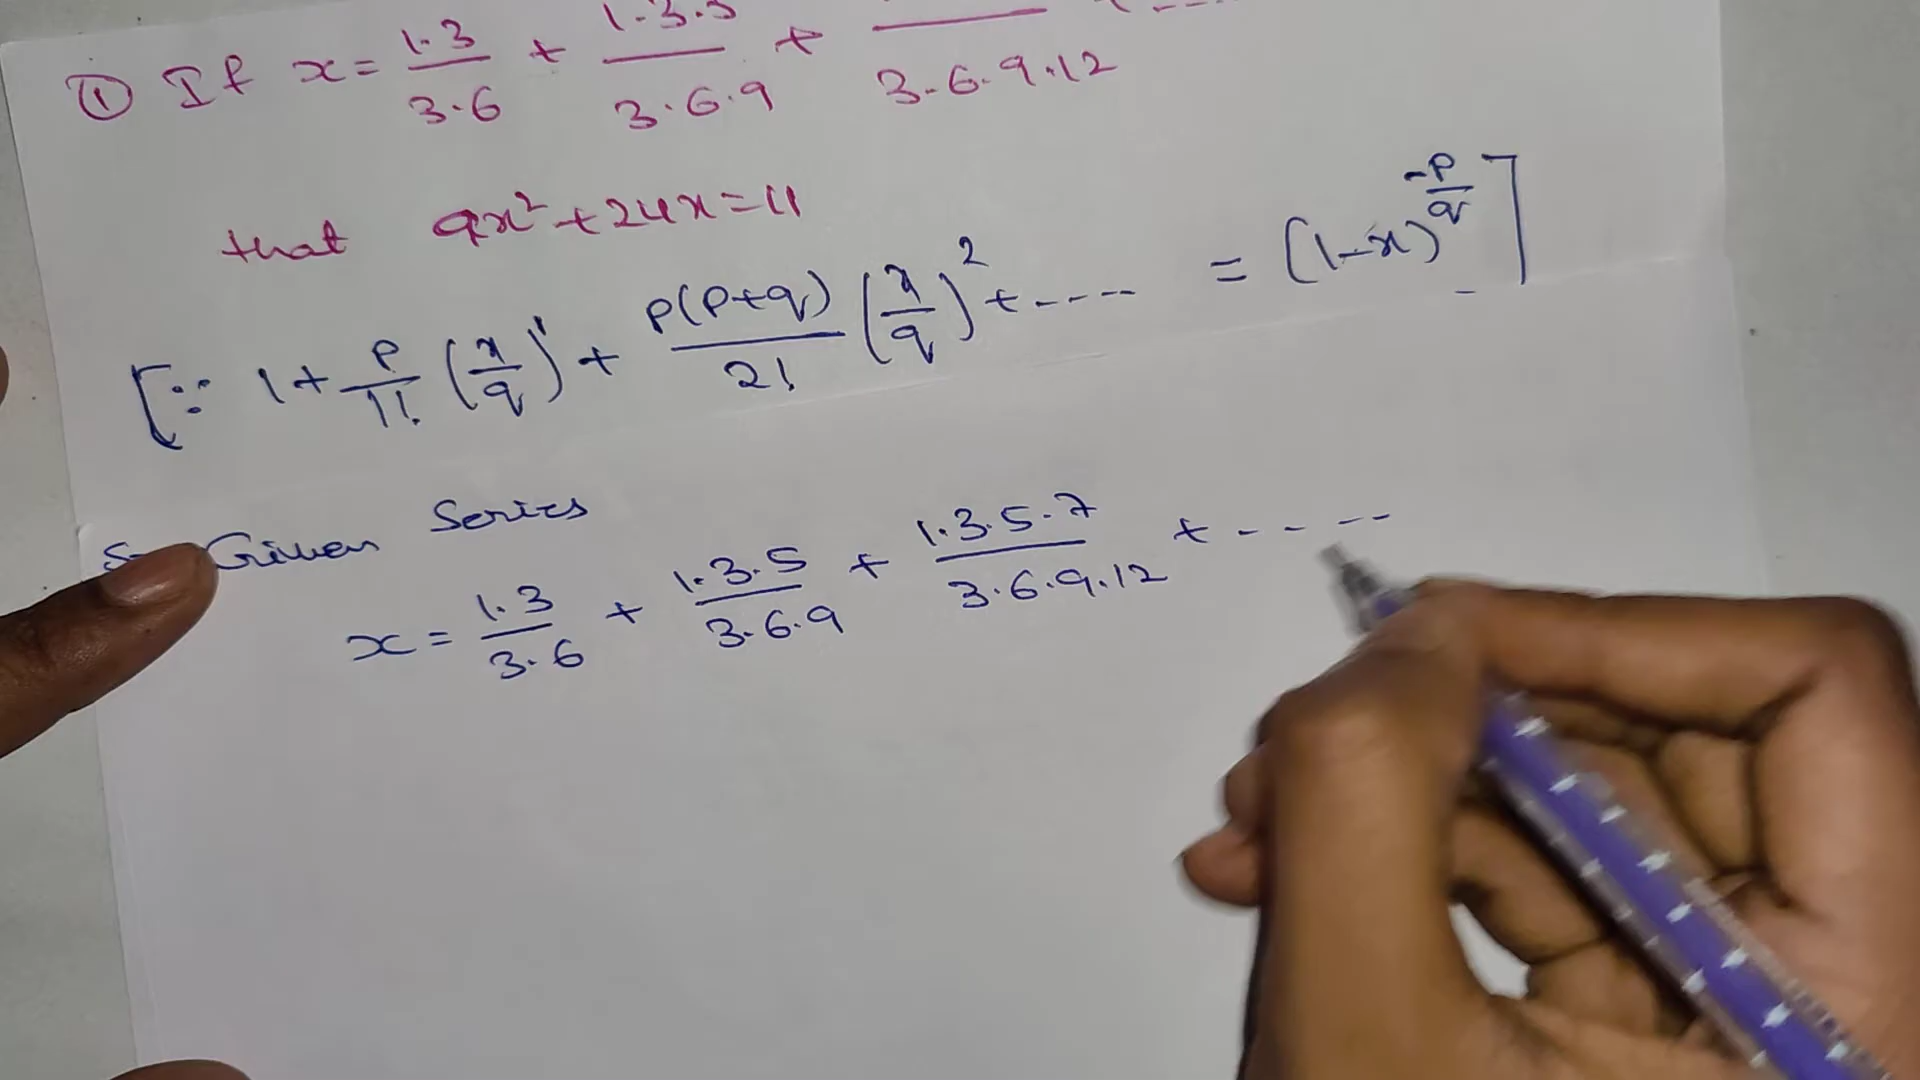 ① If x = 1.3/3.6 + 1.3.5/3.6.9 + /3.6.9.12 + ....
that 9x² + 24x = 11
[∵ 1 + P/1! (x/q)¹ + P(P+q)/2! (x/q)² + ---- = (1-x)^(-P/q)]
Given Series
x = 1.3/3.6 + 1.3.5/3.6.9 + 1.3.5.7/3.6.9.12 + -----